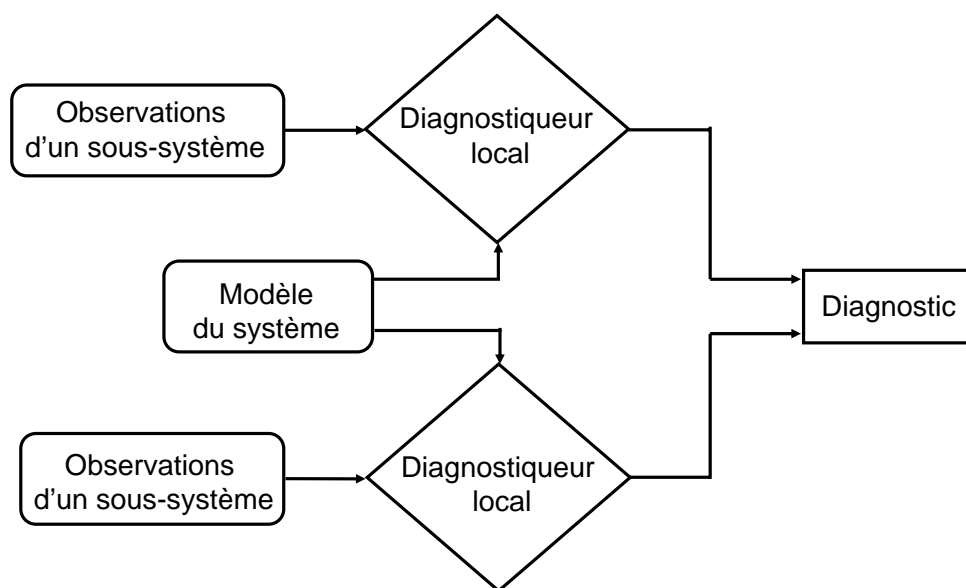 Observations
d’un sous-système
Diagnostiqueur
local
Modèle
du système
Diagnostic
Observations
d’un sous-système
Diagnostiqueur
local